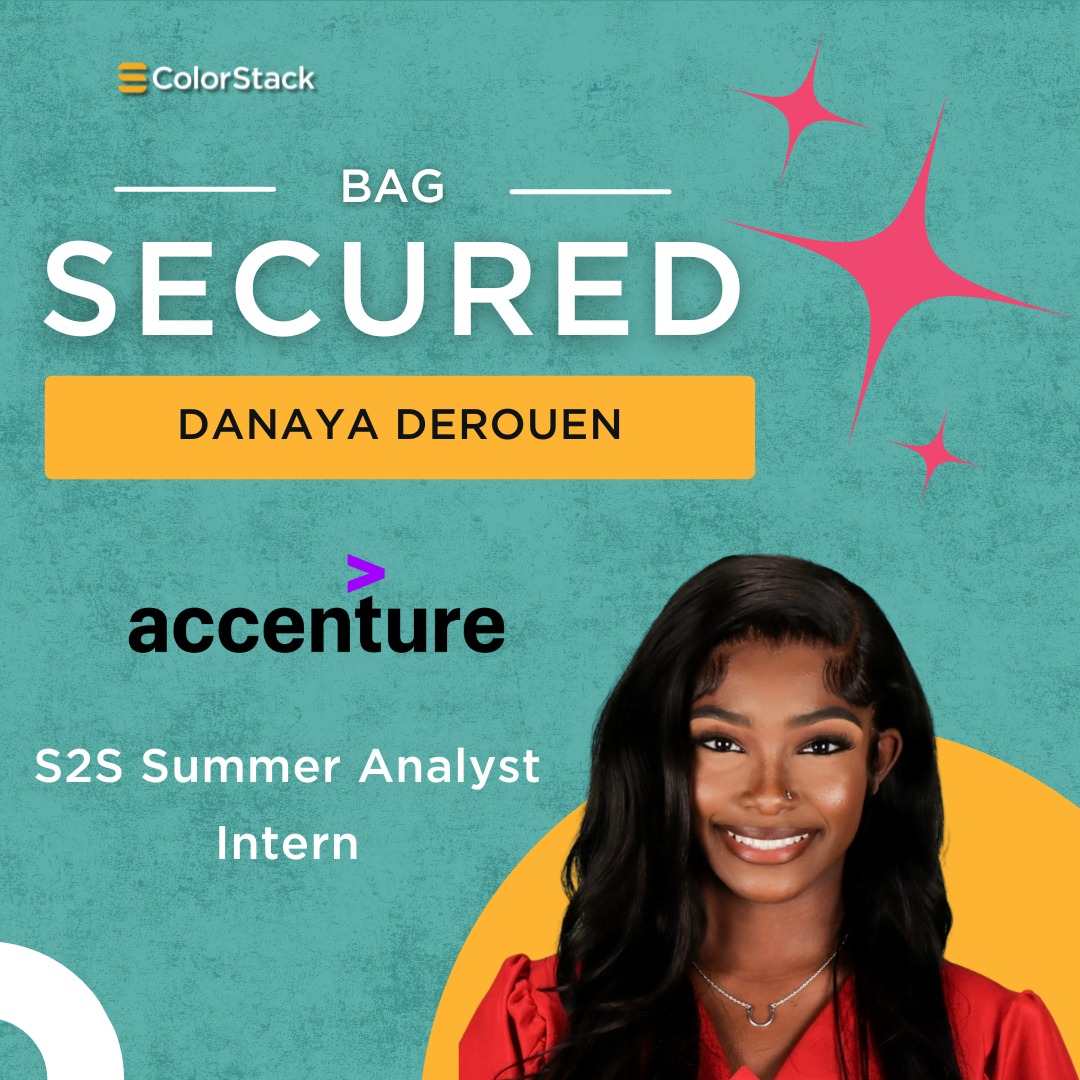 ColorStack
BAG
SECURED
DANAYA DEROUEN
>
accenture
S2S Summer Analyst
Intern